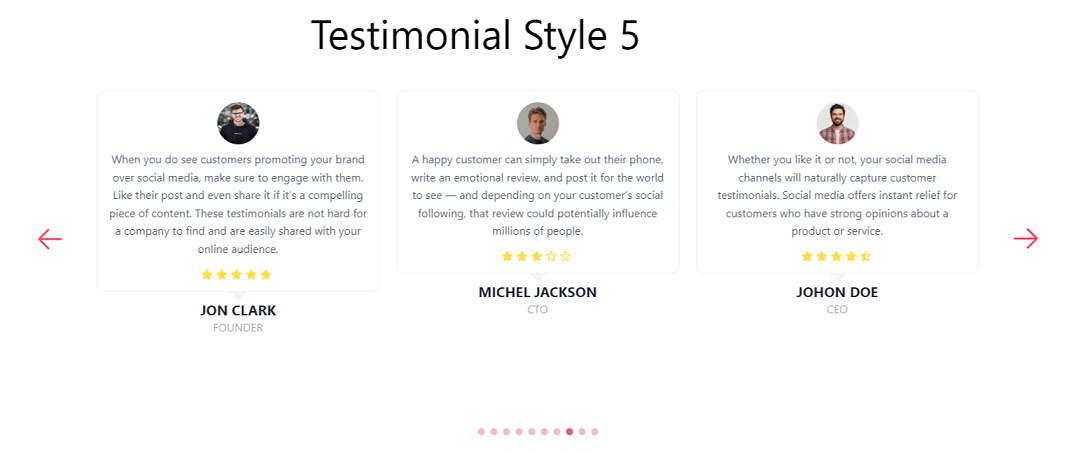 Testimonial Style 5
When you do see customers promoting your brand
over social media, make sure to engage with them.
Like their post and even share it if it's a compelling
piece of content. These testimonials are not hard for
a company to find and are easily shared with your
online audience.
JON CLARK
FOUNDER
A happy customer can simply take out their phone,
write an emotional review, and post it for the world
to see — and depending on your customer's social
following, that review could potentially influence
millions of people.
MICHEL JACKSON
CTO
Whether you like it or not, your social media
channels will naturally capture customer
testimonials. Social media offers instant relief for
customers who have strong opinions about a
product or service.
JOHON DOE
CEO